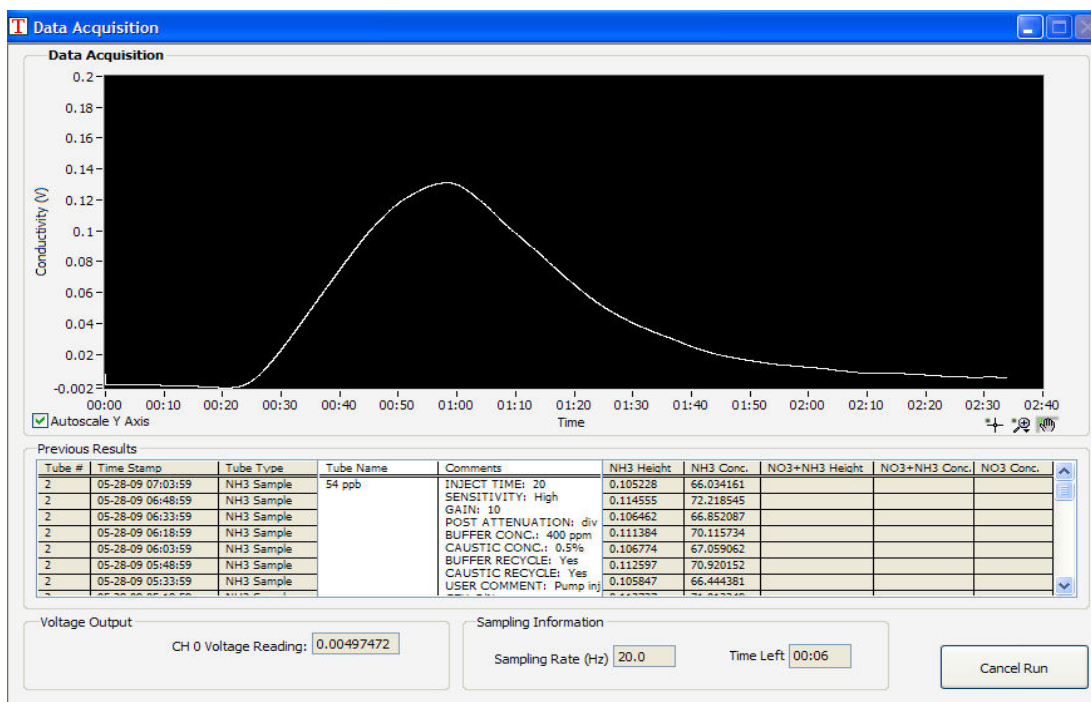 T Data Acquisition
Data Acquisition
0.2
0.18
0.16
0.14
0.12
0.1
0.08
0.06
0.04
0.02
-0.002
Conductivity (V)
00:00 00:10 00:20 00:30 00:40 00:50 01:00 01:10 01:20 01:30 01:40 01:50 02:00 02:10 02:20 02:30 02:40
Autoscale Y Axis
Time
Previous Results
Tube # Time Stamp Tube Type Tube Name Comments NH3 Height NH3 Conc. NO3+NH3 Height NO3+NH3 Conc. NO3 Conc.
2 05-28-09 07:03:59 NH3 Sample 54 ppb INJECT TIME: 20 0.105228 66.034161
2 05-28-09 06:48:59 NH3 Sample SENSITIVITY: High 0.114555 72.218545
2 05-28-09 06:33:59 NH3 Sample GAIN: 10 0.106462 66.852087
2 05-28-09 06:18:59 NH3 Sample POST ATTENUATION: div 0.111384 70.115734
2 05-28-09 06:03:59 NH3 Sample BUFFER CONC.: 400 ppm 0.106774 67.059062
2 05-28-09 05:48:59 NH3 Sample CAUSTIC CONC.: 0.5% 0.112597 70.920152
2 05-28-09 05:33:59 NH3 Sample BUFFER RECYCLE: Yes 0.105847 66.444381
CAUSTIC RECYCLE: Yes
USER COMMENT: Pump inj
Voltage Output
CH 0 Voltage Reading: 0.00497472
Sampling Information
Sampling Rate (Hz) 20.0 Time Left 00:06
Cancel Run